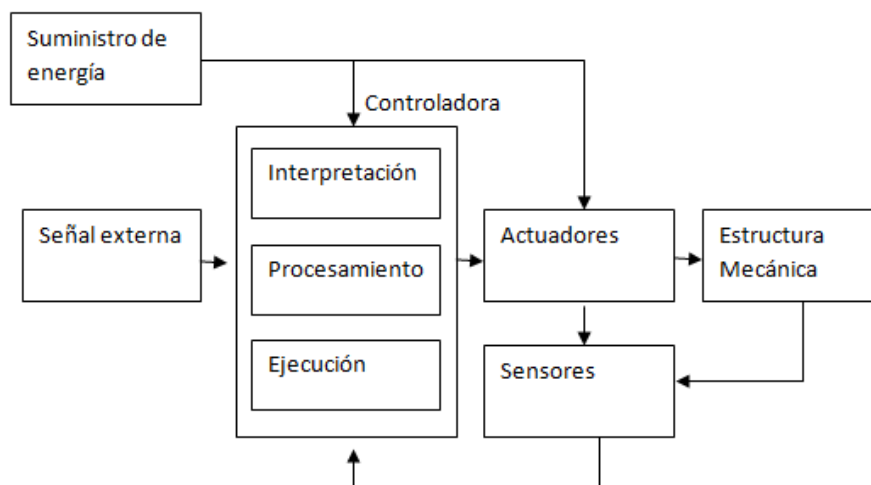 Suministro de
energía
Controladora
Interpretación
Señal externa
Procesamiento
Ejecución
Actuadores
Estructura
Mecánica
Sensores